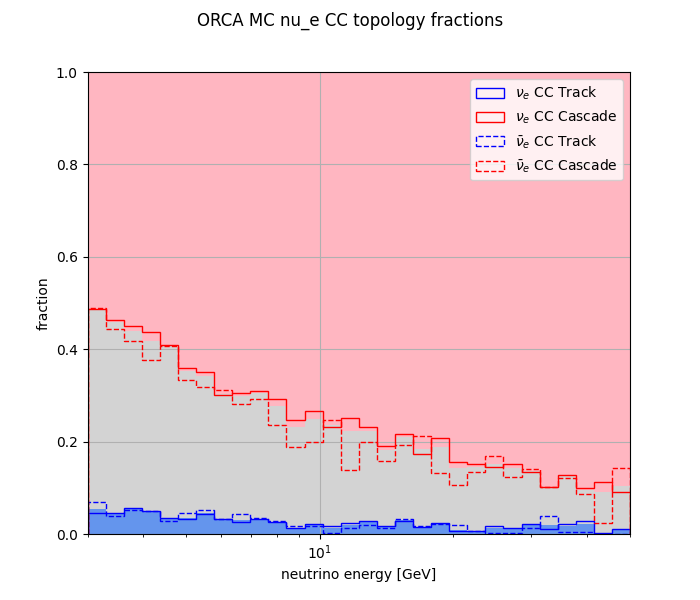 ORCA MC nu_e CC topology fractions
1.0
0.8
0.6
0.4
0.2
0.0
fraction
10¹
neutrino energy [GeV]
νₑ CC Track
νₑ CC Cascade
ν̄ₑ CC Track
ν̄ₑ CC Cascade